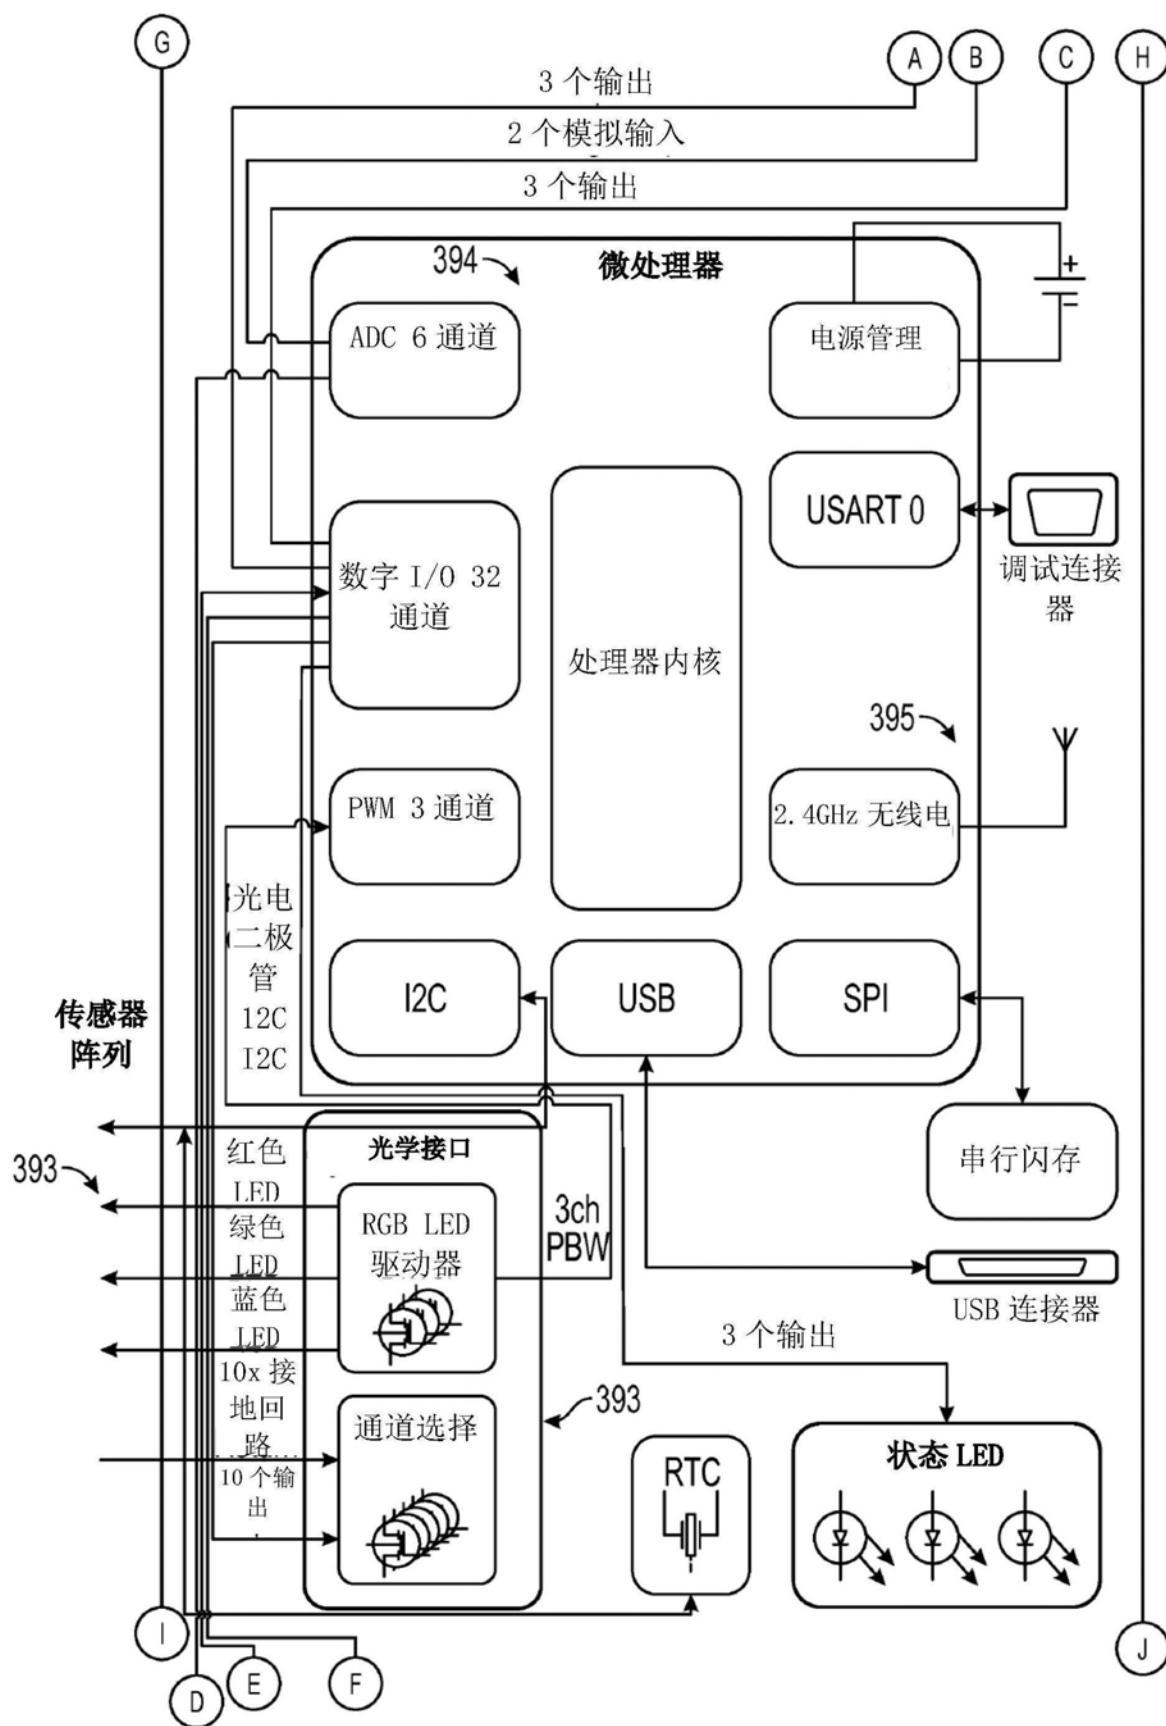 G
A
B
C
H
3 个输出
2 个模拟输入
3 个输出
394
微处理器
+
ADC 6 通道
电源管理
USART 0
调试连接
器
数字 I/O 32
通道
处理器内核
395
PWM 3 通道
2.4GHz 无线电
光电
二极
管
12C
I2C
I2C
USB
SPI
传感器
阵列
393
光学接口
红色
LED
绿色
LED
蓝色
LED
RGB LED
驱动器
3ch
PBW
串行闪存
USB 连接器
3 个输出
10x 接
地回
路
10 个输
出
通道选择
393
RTC
状态 LED
I
D
E
F
J